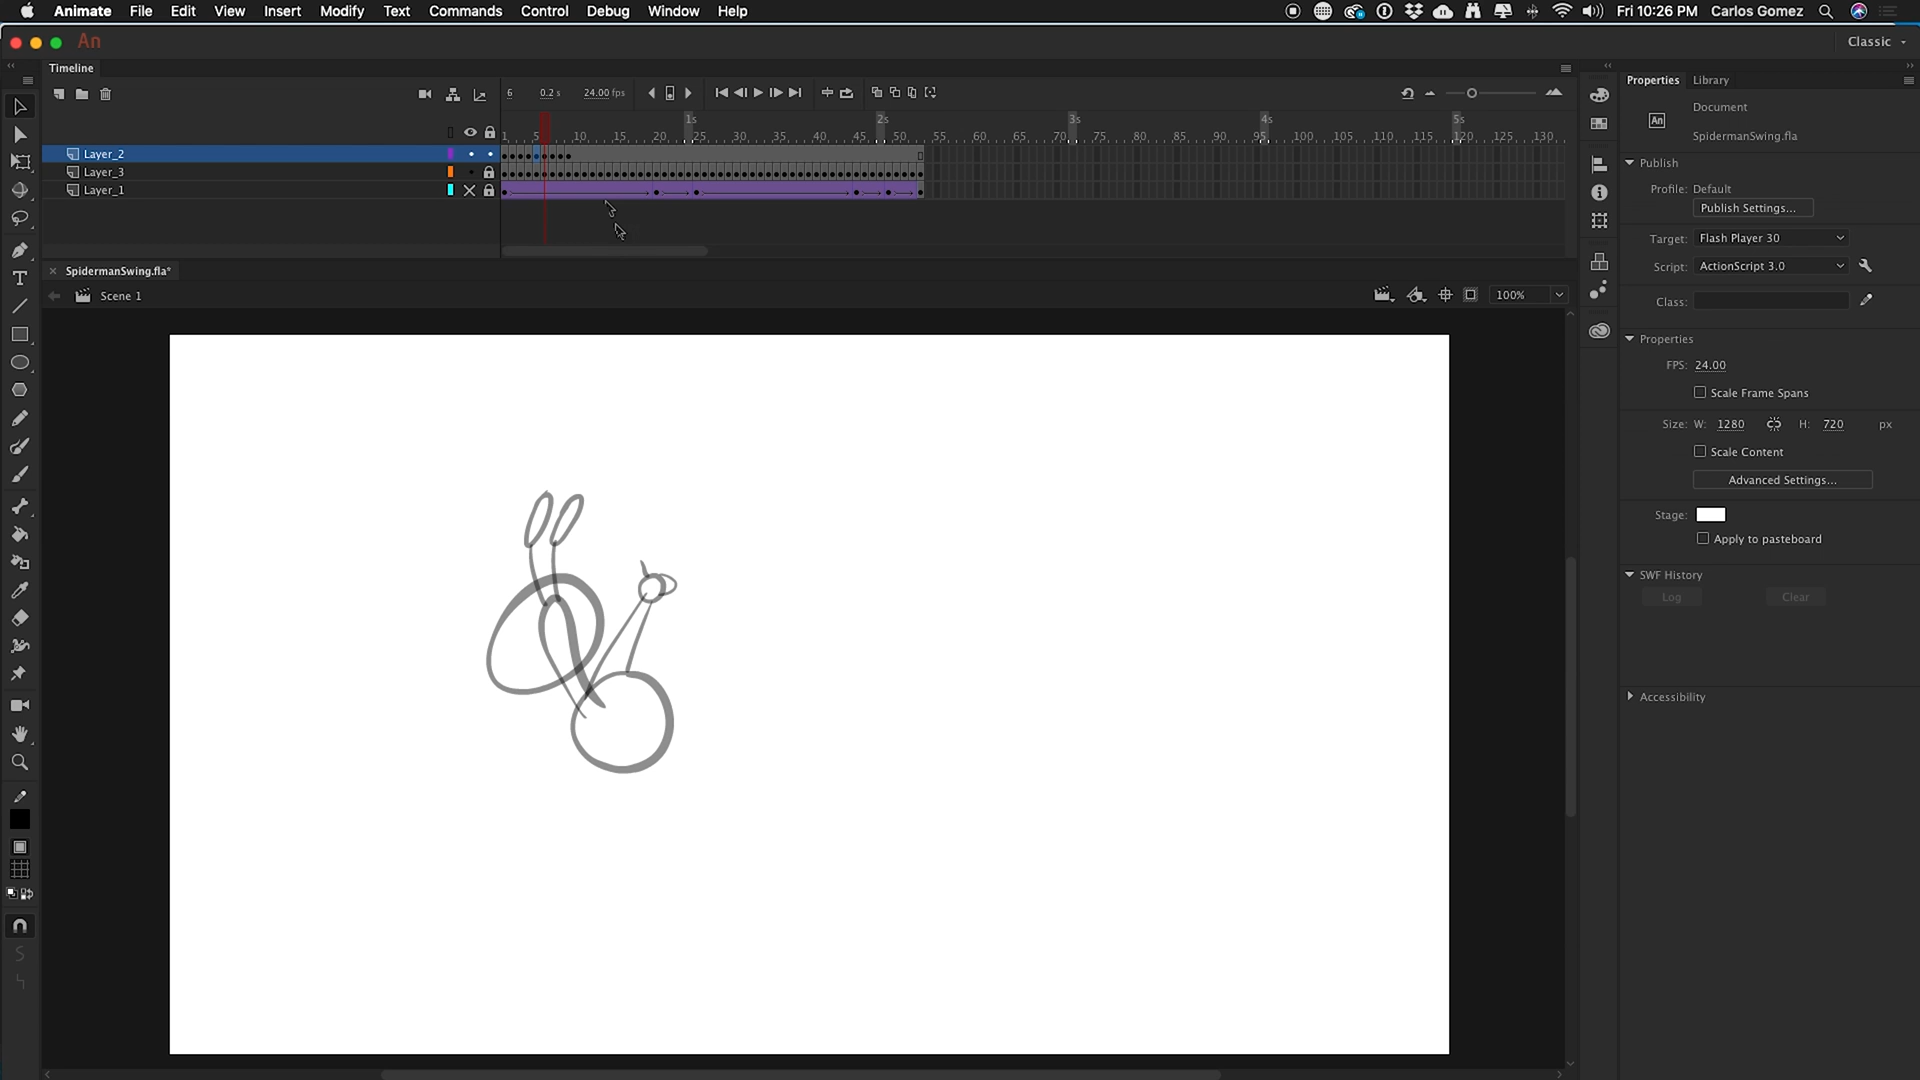 Animate File Edit View Insert Modify Text Commands Control Debug Window Help Fri 10:26 PM Carlos Gomez
An Classic
Timeline
6 0.2 s 24.00 fps
1s 2s 3s 4s 5s
1 5 10 15 20 25 30 35 40 45 50 55 60 65 70 75 80 85 90 95 100 105 110 115 120 125 130
Layer_2
Layer_3
Layer_1
SpidermanSwing.fla*
Scene 1 100%
Properties Library
Document
An SpidermanSwing.fla
Publish
Profile: Default
Publish Settings...
Target: Flash Player 30
Script: ActionScript 3.0
Class:
Properties
FPS: 24.00
Scale Frame Spans
Size: W: 1280 H: 720 px
Scale Content
Advanced Settings...
Stage:
Apply to pasteboard
SWF History
Log Clear
Accessibility